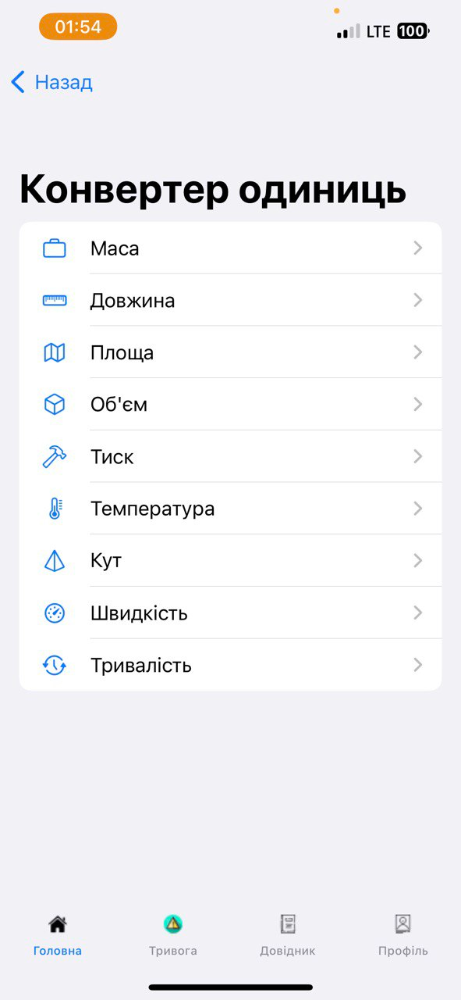 01:54 LTE 100
Назад
Конвертер одиниць
Маса
Довжина
Площа
Об'єм
Тиск
Температура
Кут
Швидкість
Тривалість
Головна Тривога Довідник Профіль